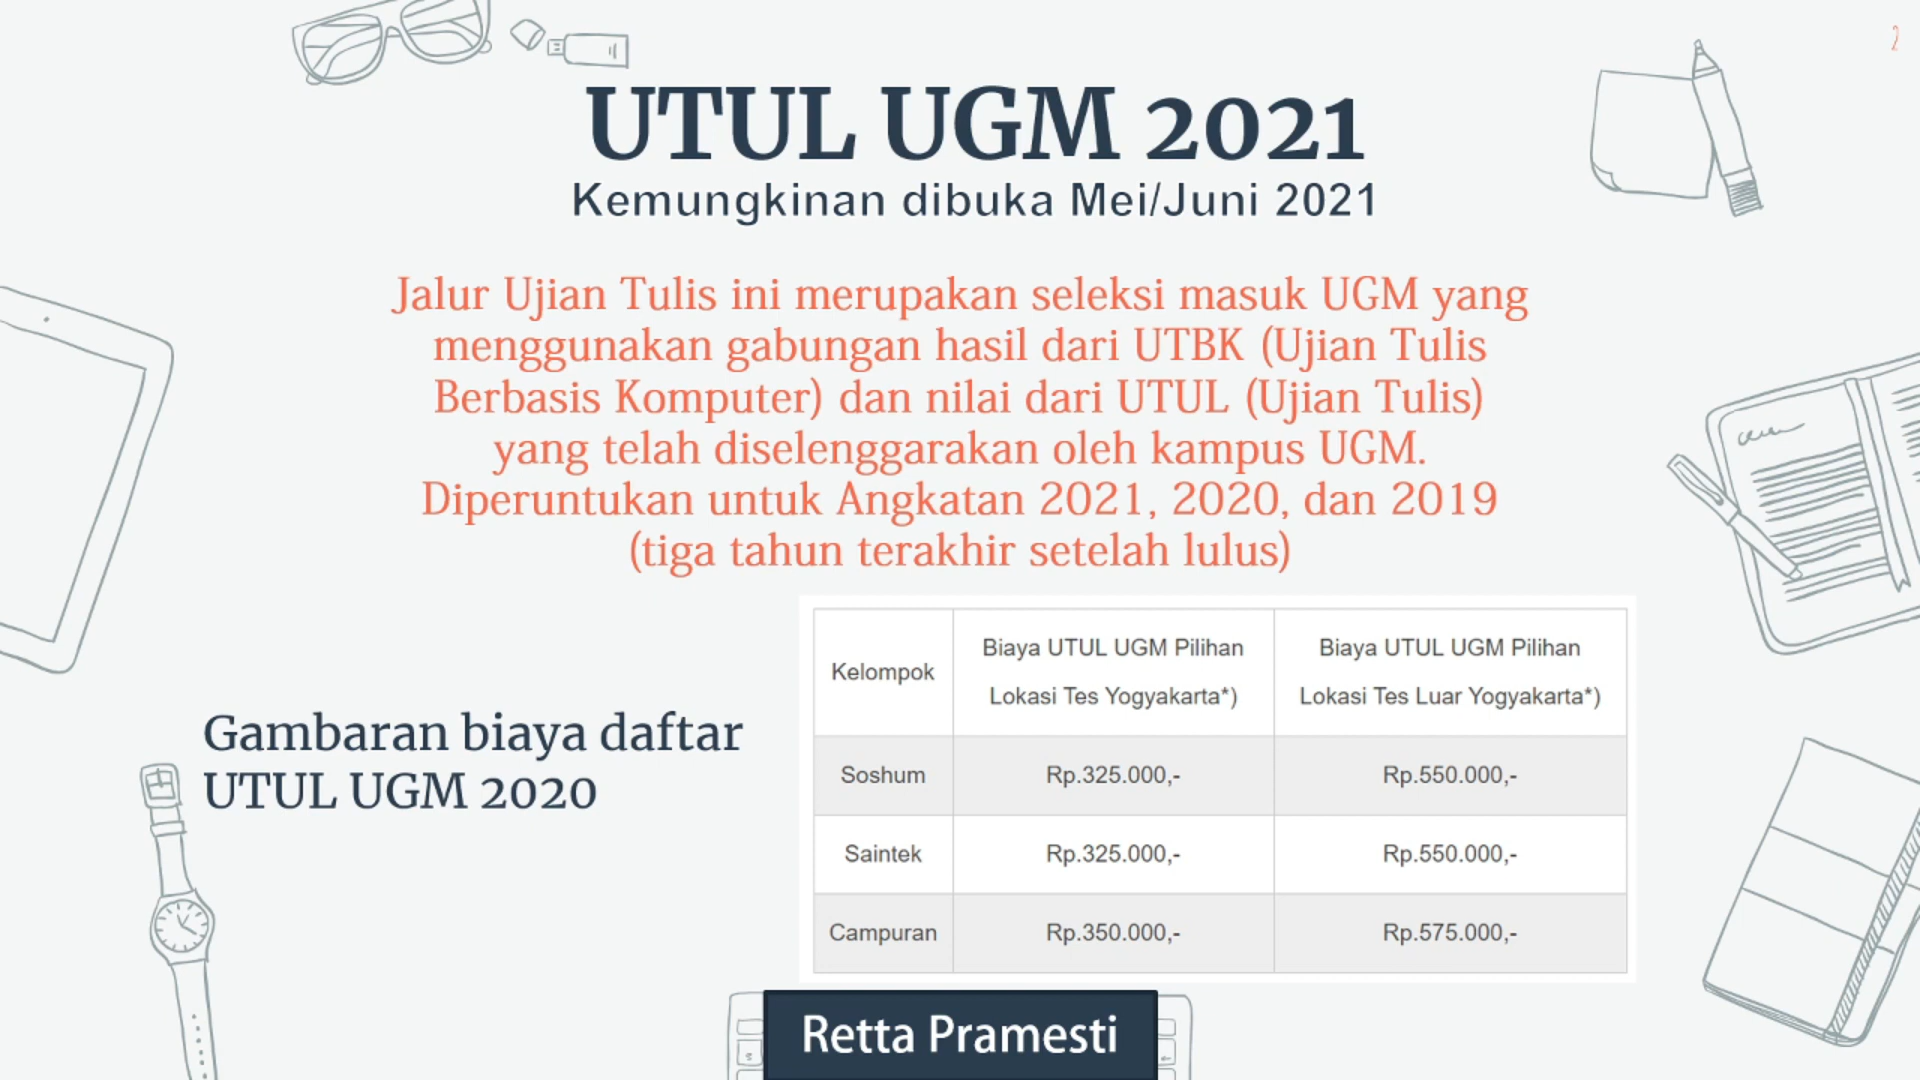 2
UTUL UGM 2021
Kemungkinan dibuka Mei/Juni 2021
Jalur Ujian Tulis ini merupakan seleksi masuk UGM yang
menggunakan gabungan hasil dari UTBK (Ujian Tulis
Berbasis Komputer) dan nilai dari UTUL (Ujian Tulis)
yang telah diselenggarakan oleh kampus UGM.
Diperuntukan untuk Angkatan 2021, 2020, dan 2019
(tiga tahun terakhir setelah lulus)
Gambaran biaya daftar
UTUL UGM 2020
Kelompok
Biaya UTUL UGM Pilihan
Lokasi Tes Yogyakarta*)
Biaya UTUL UGM Pilihan
Lokasi Tes Luar Yogyakarta*)
Soshum Rp.325.000,- Rp.550.000,-
Saintek Rp.325.000,- Rp.550.000,-
Campuran Rp.350.000,- Rp.575.000,-
Retta Pramesti